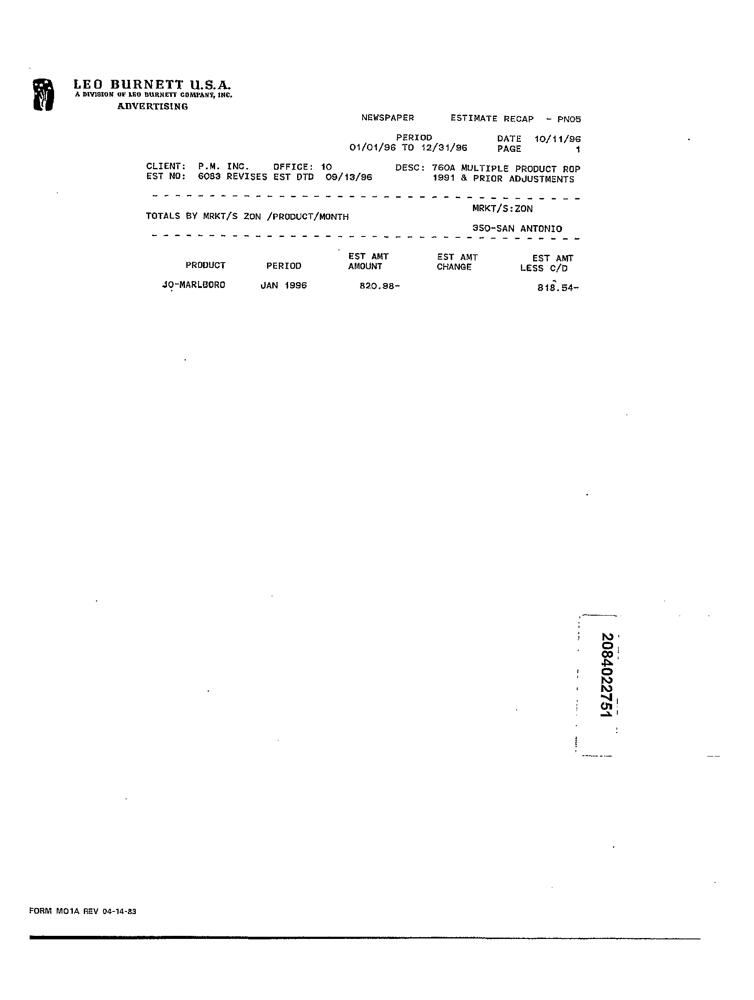 LEO BURNETT U.S.A.
A DIVISION OF LEO BURNETT COMPANY, INC.
ADVERTISING
NEWSPAPER ESTIMATE RECAP - PN05
PERIOD DATE 10/11/96
01/01/96 TO 12/31/96 PAGE 1
CLIENT: P.M. INC. OFFICE: 10 DESC: 760A MULTIPLE PRODUCT ROP
EST NO: 6083 REVISES EST DTD 09/13/96 1991 & PRIOR ADJUSTMENTS
MRKT/S:ZON
TOTALS BY MRKT/S ZON /PRODUCT/MONTH
350-SAN ANTONIO
EST AMT EST AMT EST AMT
PRODUCT PERIOD AMOUNT CHANGE LESS C/D
JO-MARLBORO JAN 1996 820.98- 818.54-
2084022751
FORM M01A REV 04-14-83